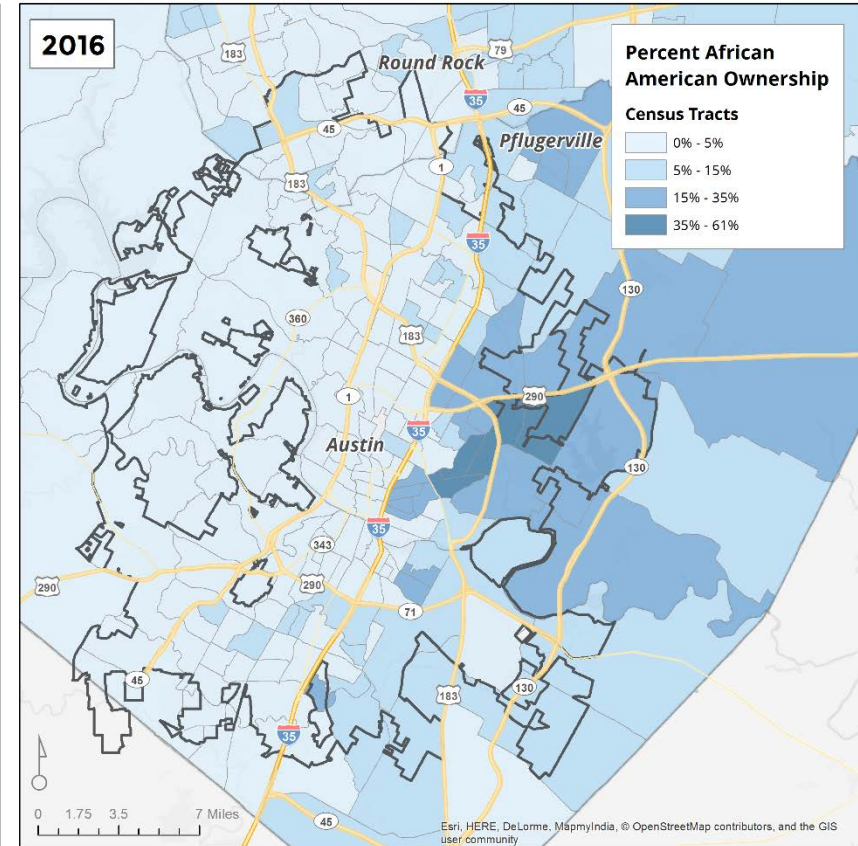 2016
Percent African
American Ownership
Census Tracts
0% - 5%
5% - 15%
15% - 35%
35% - 61%
183
79
Round Rock
35
45
45
Pflugerville
1
183
35
130
360
183
1
290
35
Austin
130
35
343
290
290
71
45
183
130
35
0 1.75 3.5 7 Miles
45
Esri, HERE, DeLorme, MapmyIndia, © OpenStreetMap contributors, and the GIS
user community